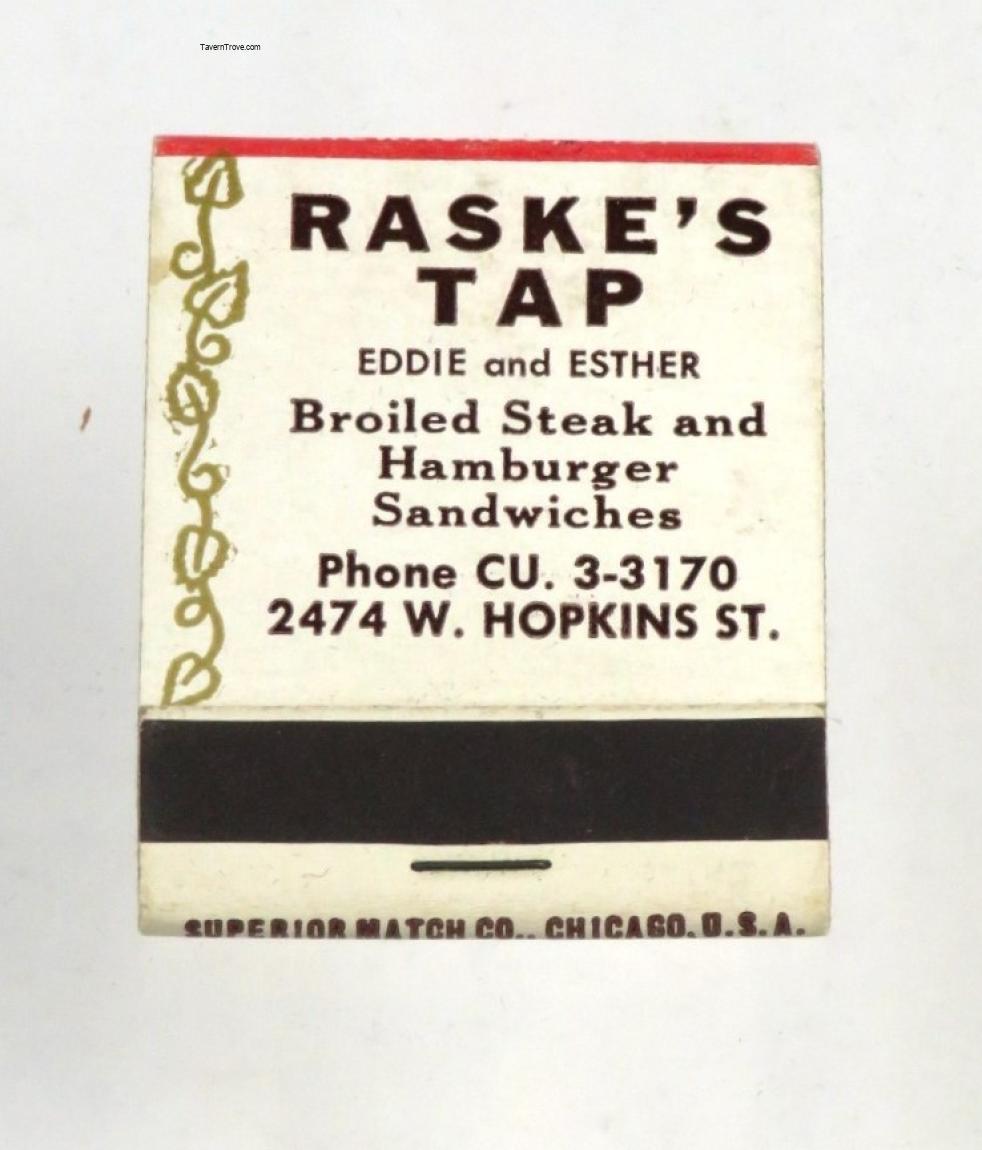 TavernTrove.com
RASKE'S
TAP
EDDIE and ESTHER
Broiled Steak and
Hamburger
Sandwiches
Phone CU. 3-3170
2474 W. HOPKINS ST.
SUPERIOR MATCH CO., CHICAGO, U.S.A.